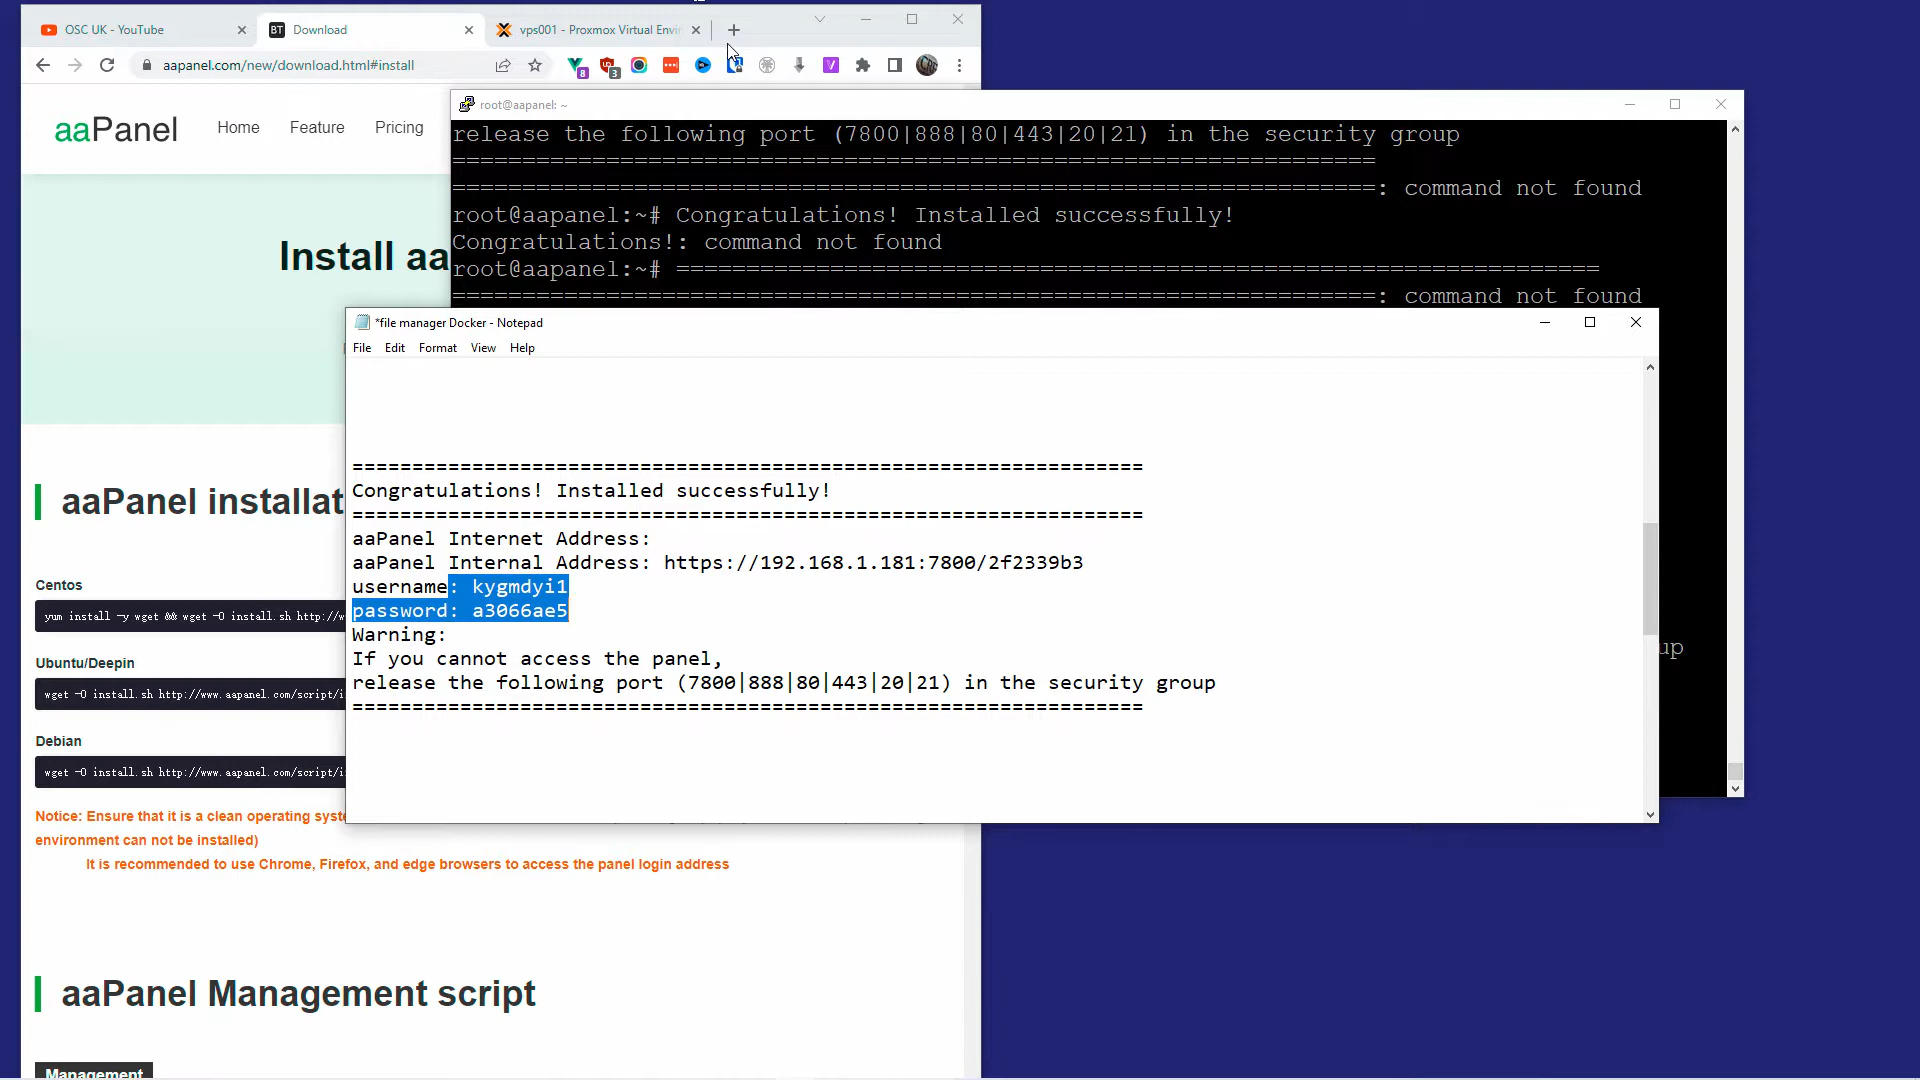 OSC UK - YouTube
BT Download
vps001 - Proxmox Virtual Envi
aapanel.com/new/download.html#install
8
3
V
aaPanel
Home
Feature
Pricing
Install aa
aaPanel installat
Centos
yum install -y wget && wget -O install.sh http://w
Ubuntu/Deepin
wget -O install.sh http://www.aapanel.com/script/i
Debian
wget -O install.sh http://www.aapanel.com/script/i
Notice: Ensure that it is a clean operating syste
environment can not be installed)
It is recommended to use Chrome, Firefox, and edge browsers to access the panel login address
aaPanel Management script
Management
root@aapanel: ~
release the following port (7800|888|80|443|20|21) in the security group
==================================================================
==================================================================: command not found
root@aapanel:~# Congratulations! Installed successfully!
Congratulations!: command not found
root@aapanel:~# ==================================================================
==================================================================: command not found
up
*file manager Docker - Notepad
File
Edit
Format
View
Help
==================================================================
Congratulations! Installed successfully!
==================================================================
aaPanel Internet Address:
aaPanel Internal Address: https://192.168.1.181:7800/2f2339b3
username: kygmdyi1
password: a3066ae5
Warning:
If you cannot access the panel,
release the following port (7800|888|80|443|20|21) in the security group
==================================================================